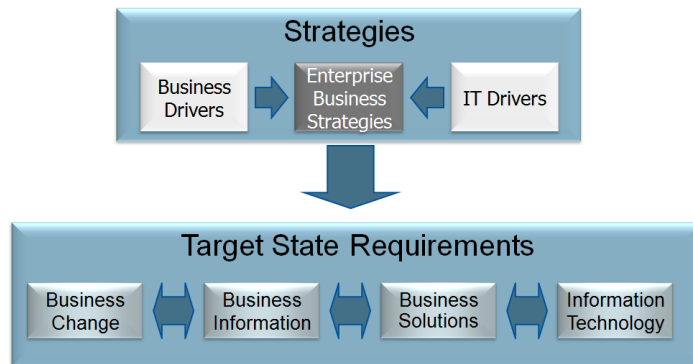 Strategies
Business
Drivers
Enterprise
Business
Strategies
IT Drivers
Target State Requirements
Business
Change
Business
Information
Business
Solutions
Information
Technology